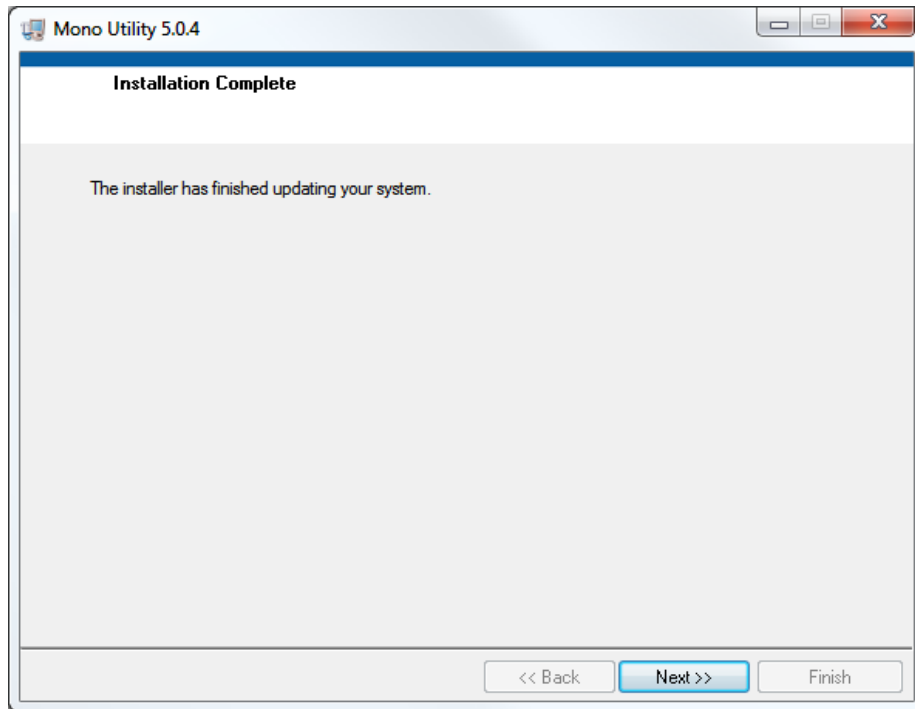 Mono Utility 5.0.4
Installation Complete
The installer has finished updating your system.
<< Back
Next >>
Finish